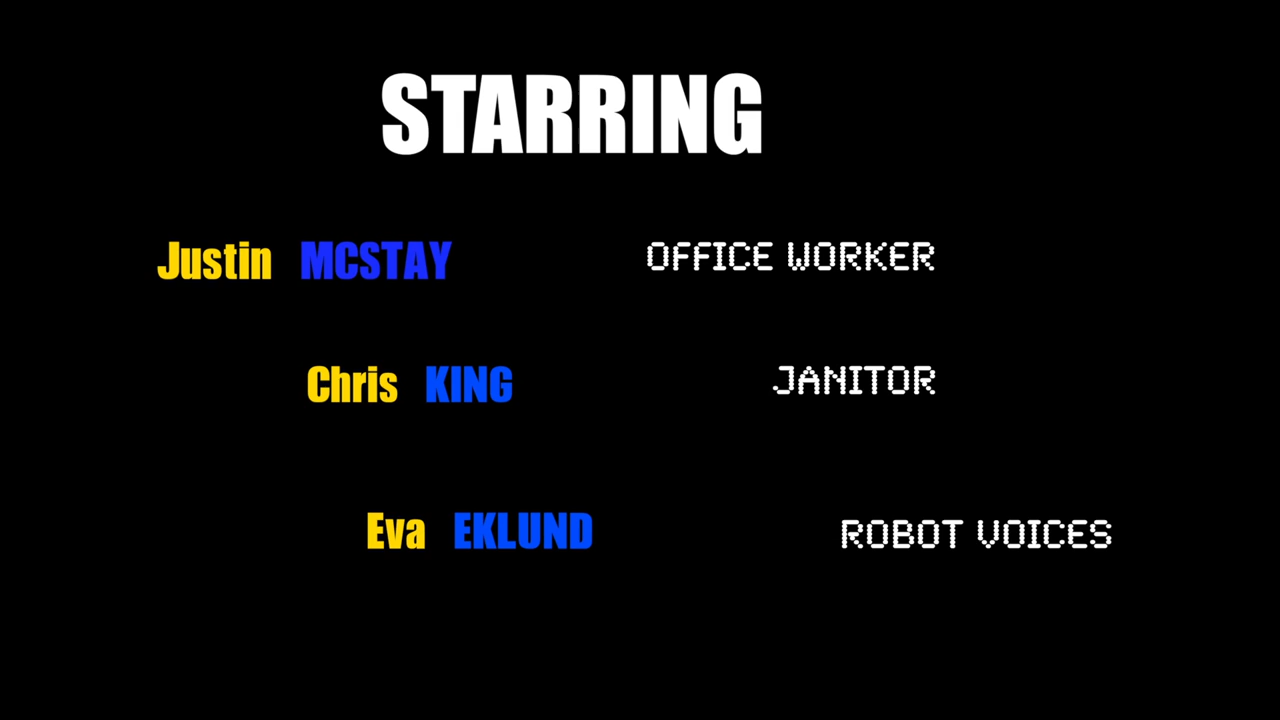 STARRING
Justin MCSTAY OFFICE WORKER
Chris KING JANITOR
Eva EKLUND ROBOT VOICES